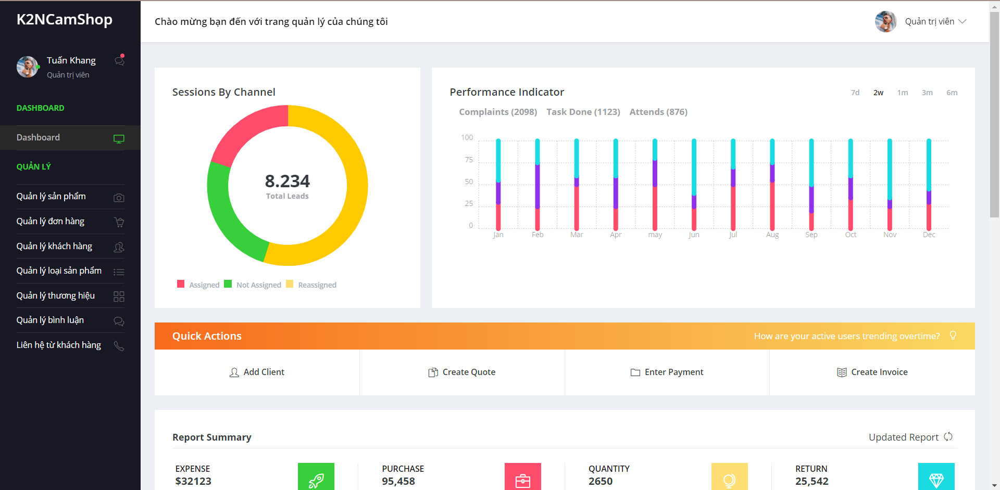 K2NCamShop
Chào mừng bạn đến với trang quản lý của chúng tôi
Quản trị viên
Tuấn Khang
Quản trị viên
DASHBOARD
Dashboard
QUẢN LÝ
Quản lý sản phẩm
Quản lý đơn hàng
Quản lý khách hàng
Quản lý loại sản phẩm
Quản lý thương hiệu
Quản lý bình luận
Liên hệ từ khách hàng
Sessions By Channel
8.234
Total Leads
Assigned Not Assigned Reassigned
Performance Indicator
7d 2w 1m 3m 6m
Complaints (2098) Task Done (1123) Attends (876)
100
75
50
25
0
Jan Feb Mar Apr may Jun Jul Aug Sep Oct Nov Dec
Quick Actions
How are your active users trending overtime?
Add Client Create Quote Enter Payment Create Invoice
Report Summary
Updated Report
EXPENSE
$32123
PURCHASE
95,458
QUANTITY
2650
RETURN
25,542